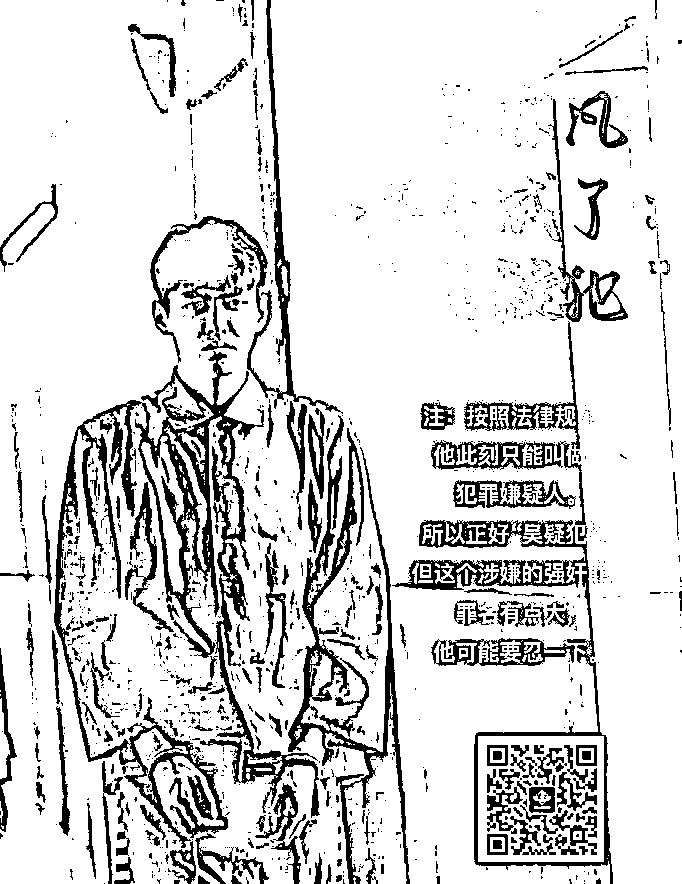 凡
了
犯
注：按照法律规
他此刻只能叫做
犯罪嫌疑人。
所以正好“吴疑犯
但这个涉嫌的强奸
罪名有点大，
他可能要忍一下。